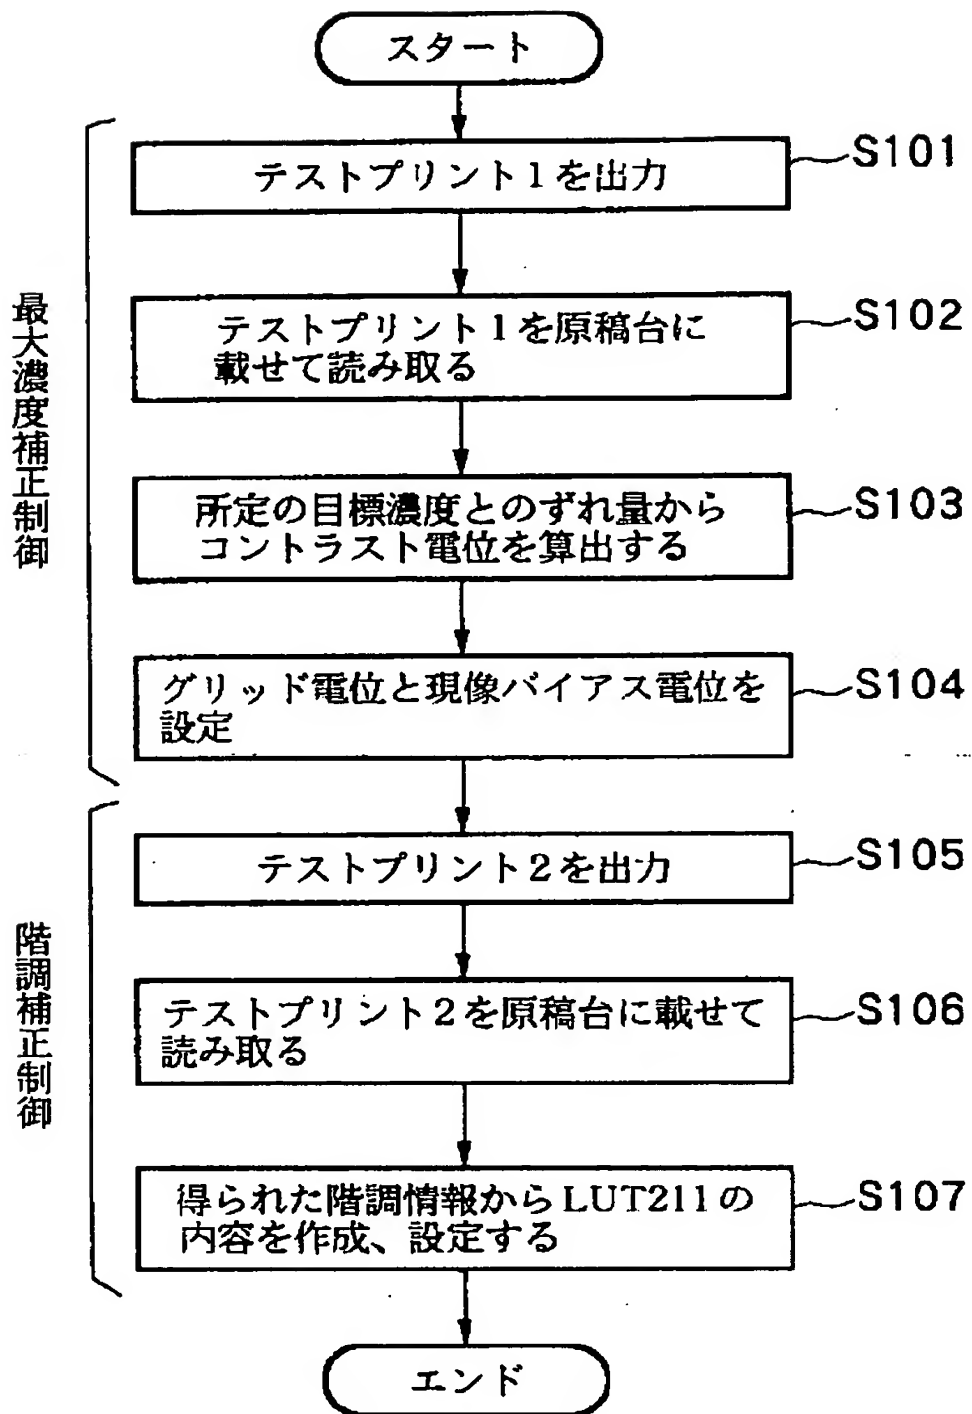 スタート
最大濃度補正制御
テストプリント1を出力
S101
テストプリント1を原稿台に
載せて読み取る
S102
所定の目標濃度とのずれ量から
コントラスト電位を算出する
S103
グリッド電位と現像バイアス電位を
設定
S104
階調補正制御
テストプリント2を出力
S105
テストプリント2を原稿台に載せて
読み取る
S106
得られた階調情報からLUT211の
内容を作成、設定する
S107
エンド